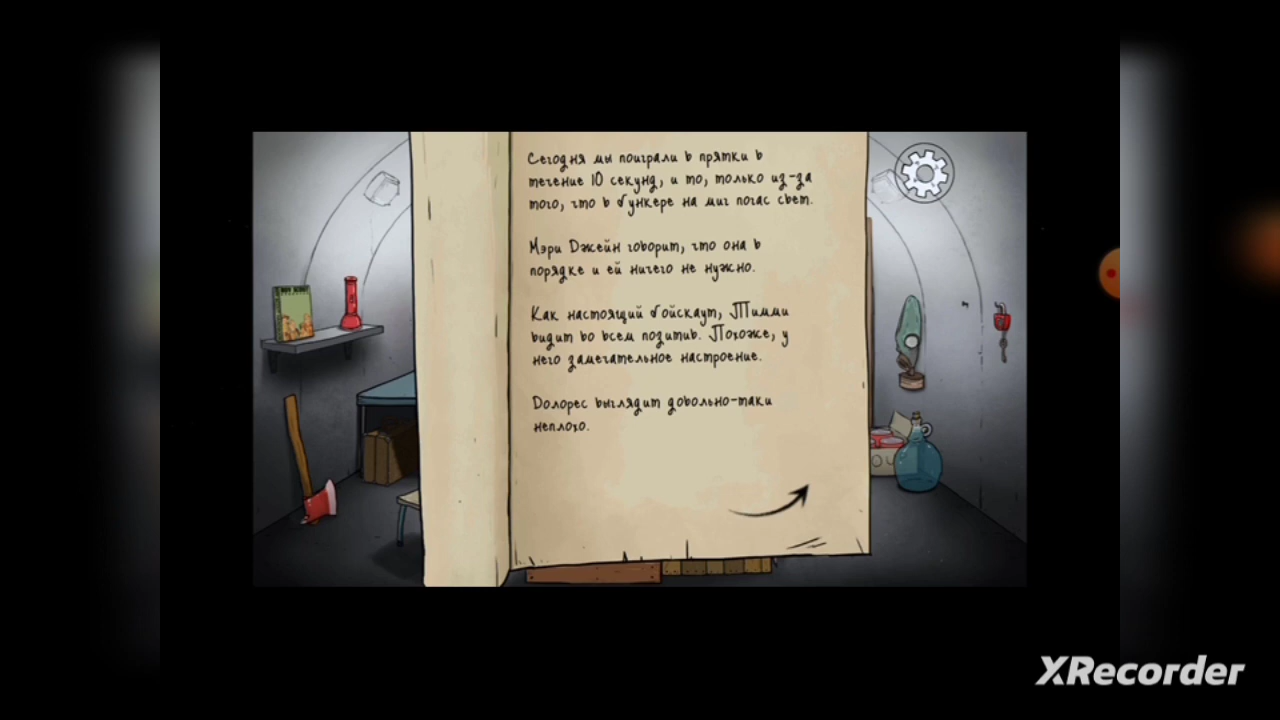 Сегодня мы поиграли в прятки в
течение 10 секунд, и то, только из-за
того, что в бункере на миг погас свет.
Мэри Джейн говорит, что она в
порядке и ей ничего не нужно.
Как настоящий бойскаут, Тимми
видит во всем позитив. Похоже, у
него замечательное настроение.
Долорес выглядит довольно-таки
неплохо.
BOY SCOUT
XRecorder